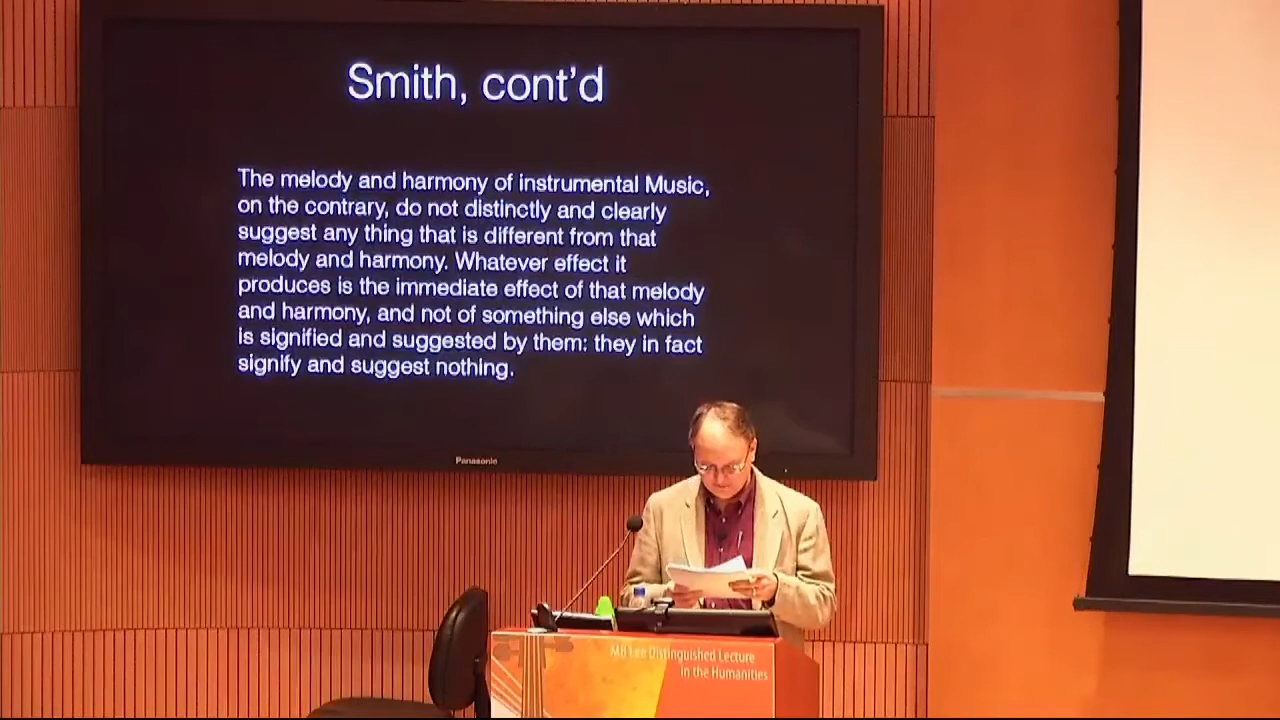 Smith, cont'd
The melody and harmony of instrumental Music,
on the contrary, do not distinctly and clearly
suggest any thing that is different from that
melody and harmony. Whatever effect it
produces is the immediate effect of that melody
and harmony, and not of something else which
is signified and suggested by them: they in fact
signify and suggest nothing.
Panasonic
MB Lee Distinguished Lecture
in the Humanities